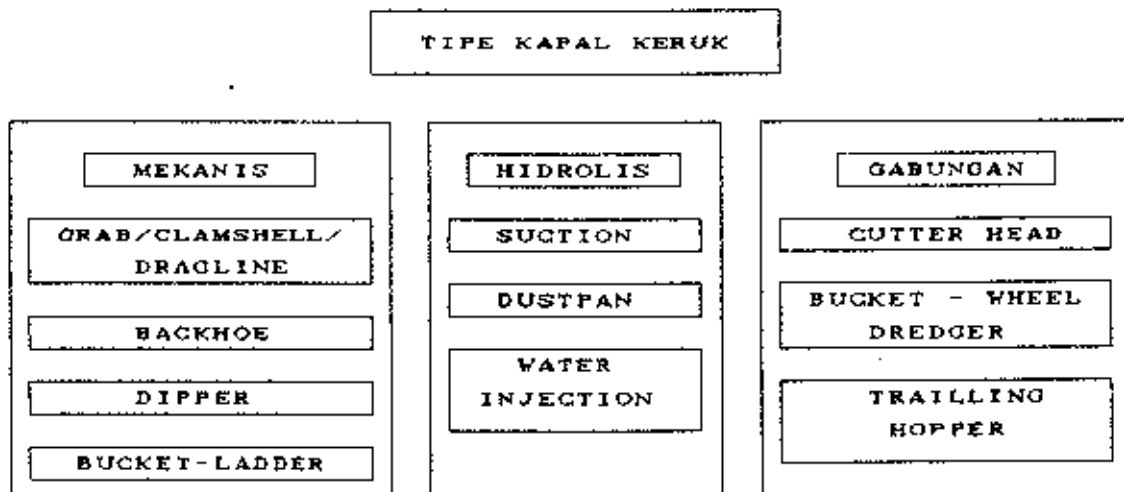 TIPE KAPAL KERUK
MEKANIS
GRAB/CLAMSHELL/
DRAGLINE
BACKHOE
DIPPER
BUCKET-LADDER
HIDROLIS
SUCTION
DUSTPAN
WATER
INJECTION
GABUNGAN
CUTTER HEAD
BUCKET - WHEEL
DREDGER
TRAILLING
HOPPER